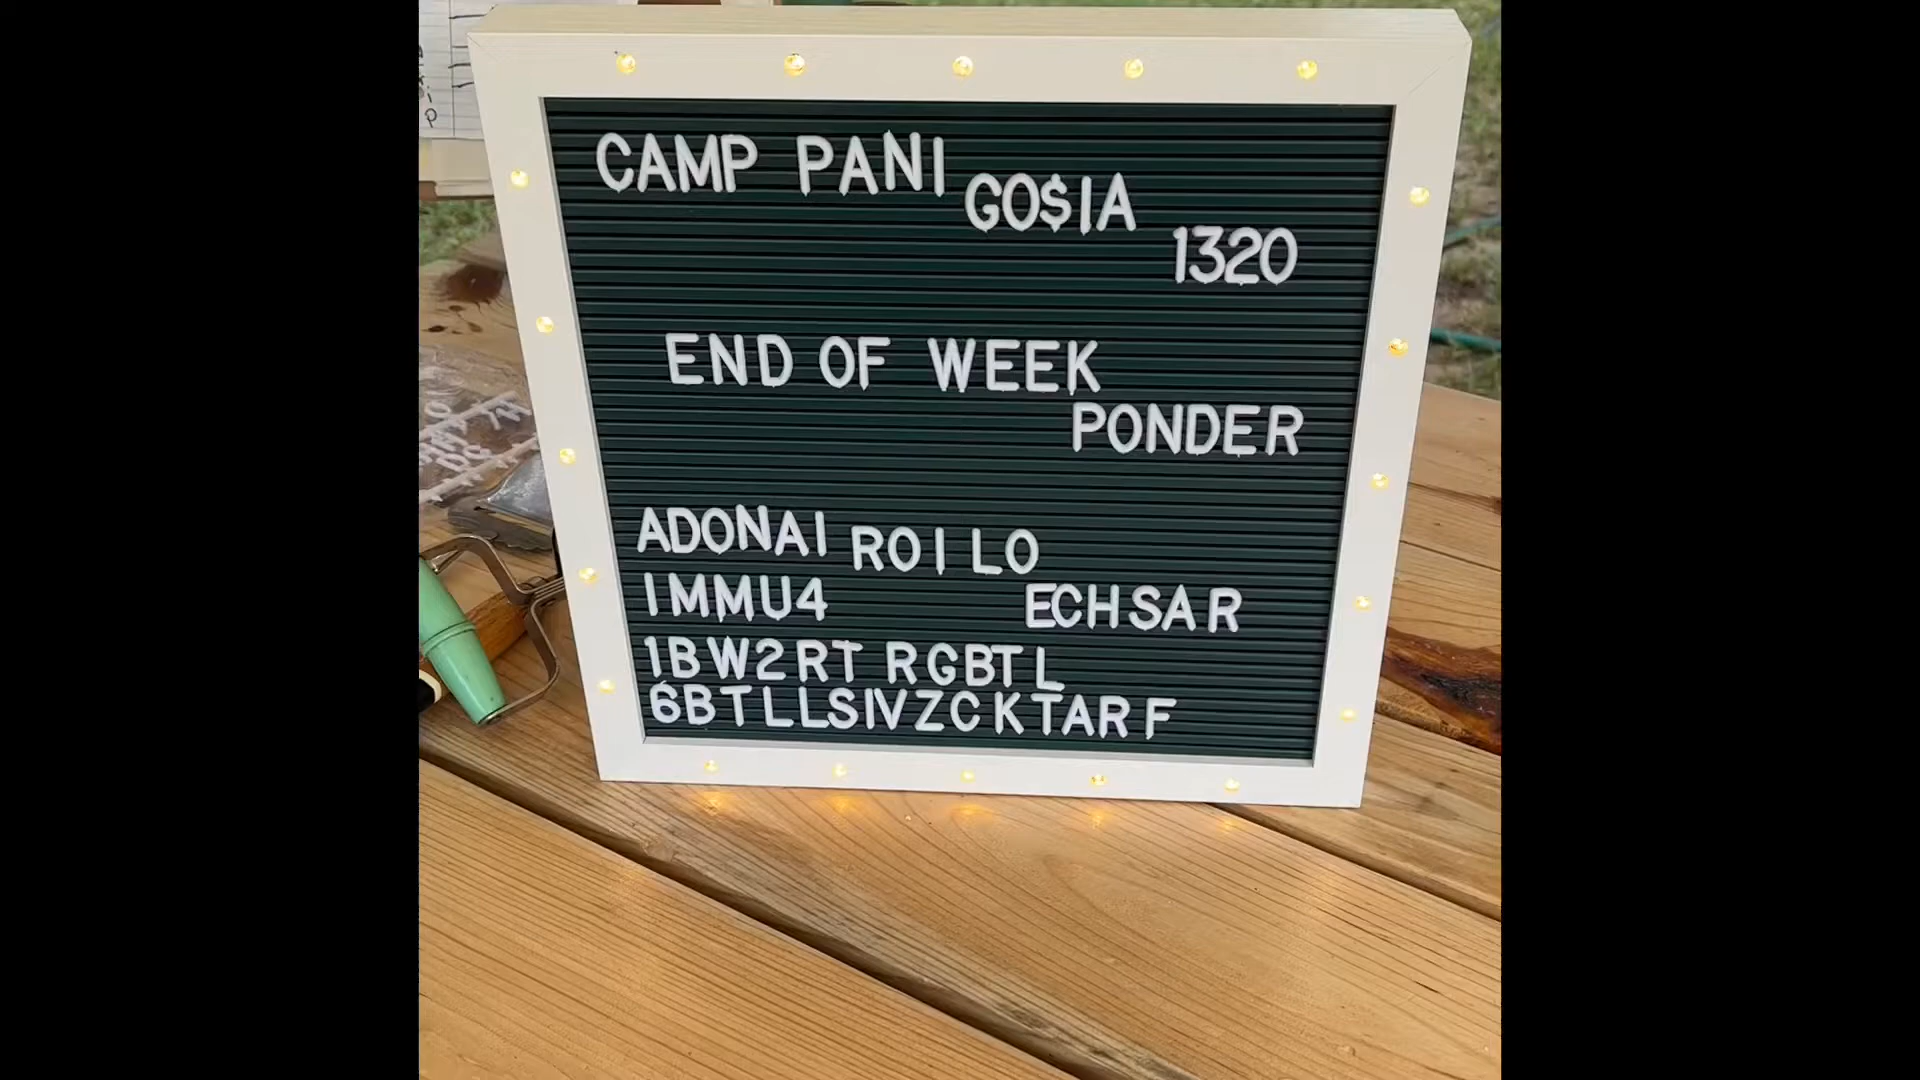 CAMP PANI GO$IA
1320
END OF WEEK
PONDER
ADONAI ROI LO
IMMU4 ECHSAR
1BW2RT RGBTL
6BTLLSIVZCKTARF